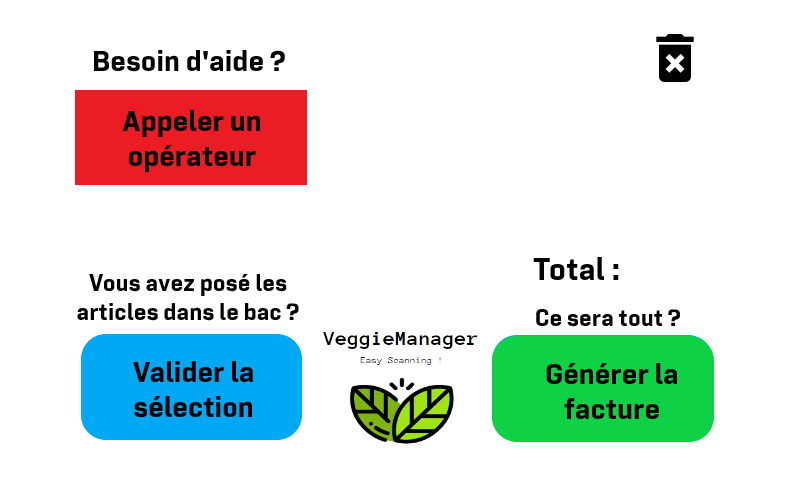 Besoin d'aide ?
Appeler un
opérateur
Vous avez posé les
articles dans le bac ?
Valider la
sélection
VeggieManager
Easy Scanning !
Total :
Ce sera tout ?
Générer la
facture